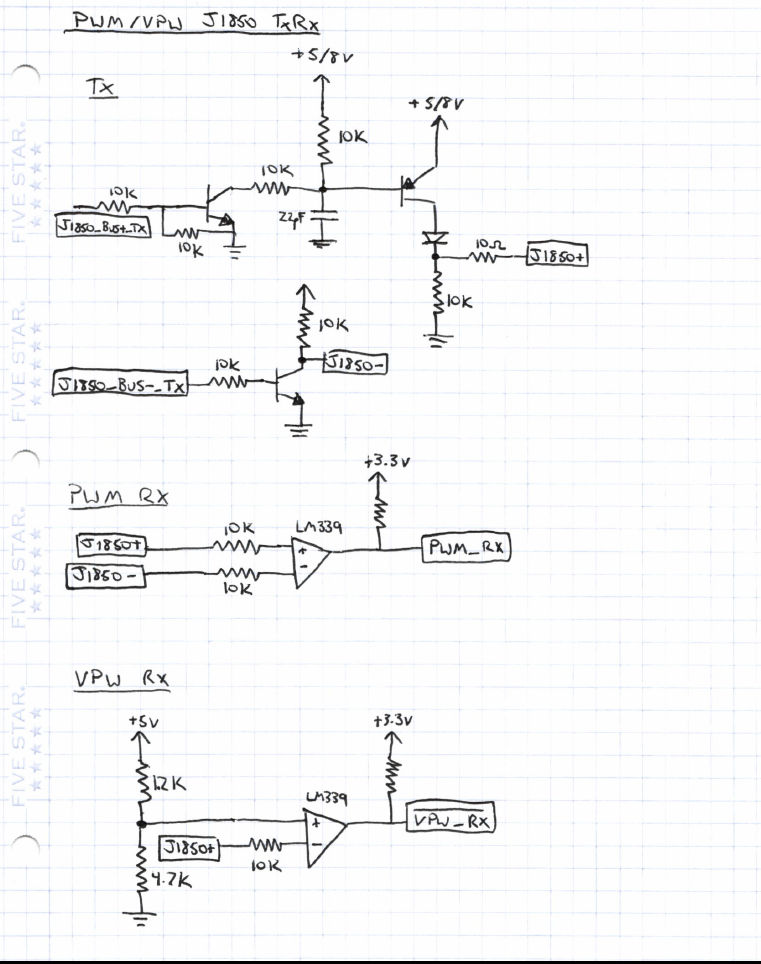 PWM/VPW J1850 TxRx
Tx
+5/8V
10K
+5/8V
10K
10K
J1850_BUS+_TX
10K
22pF
10Ω
J1850+
10K
10K
J1850-
J1850_BUS-_TX
10K
PWM RX
+3.3V
LM339
10K
J1850+
J1850-
10K
PWM_RX
VPW RX
+5V
+3.3V
12K
LM339
J1850+
10K
VPW_RX
4.7K
FIVE STAR.
FIVE STAR.
FIVE STAR.
FIVE STAR.